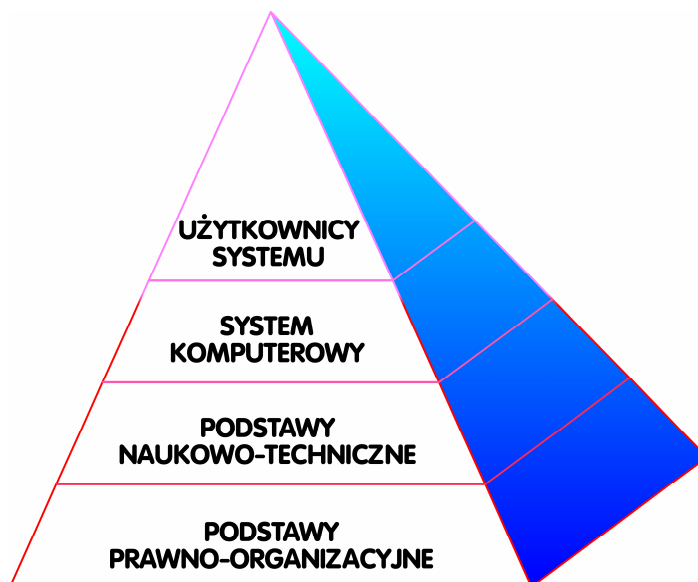 UŻYTKOWNICY
SYSTEMU
SYSTEM
KOMPUTEROWY
PODSTAWY
NAUKOWO-TECHNICZNE
PODSTAWY
PRAWNO-ORGANIZACYJNE